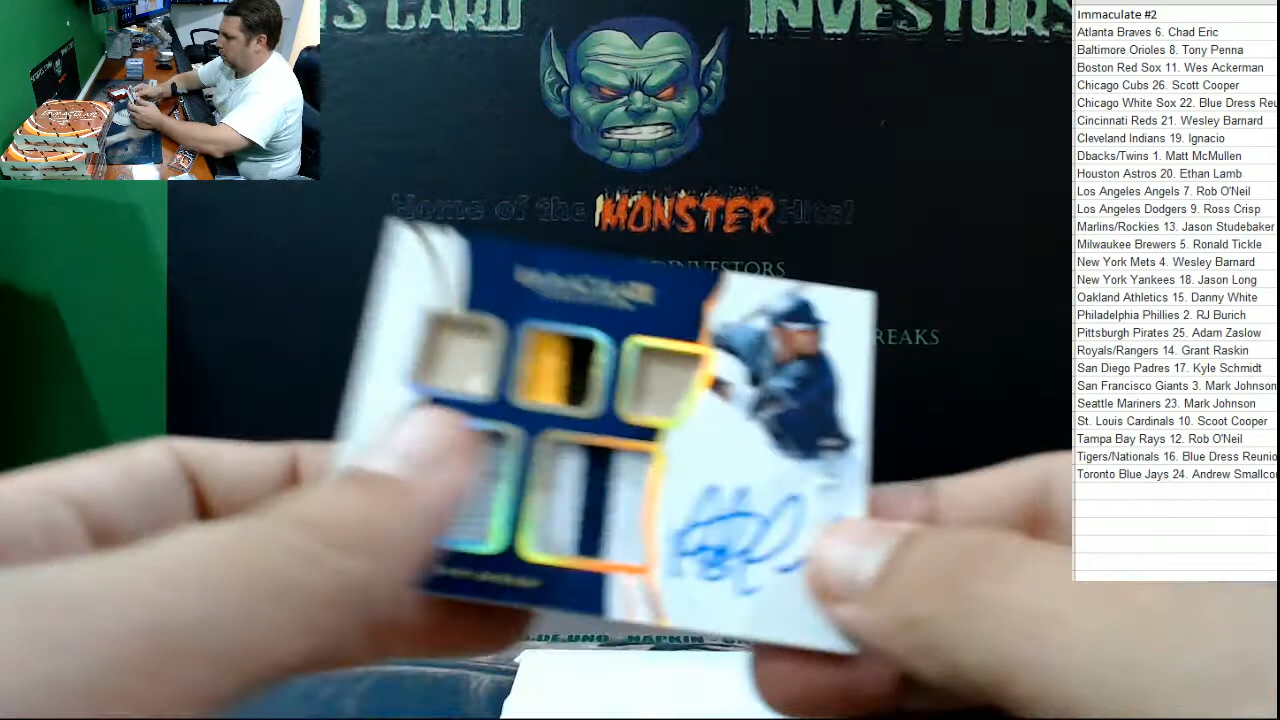 CARD INVESTORS
Home of the MONSTER Hits!
Immaculate #2
Atlanta Braves 6. Chad Eric
Baltimore Orioles 8. Tony Penna
Boston Red Sox 11. Wes Ackerman
Chicago Cubs 26. Scott Cooper
Chicago White Sox 22. Blue Dress Reu
Cincinnati Reds 21. Wesley Barnard
Cleveland Indians 19. Ignacio
Dbacks/Twins 1. Matt McMullen
Houston Astros 20. Ethan Lamb
Los Angeles Angels 7. Rob O'Neil
Los Angeles Dodgers 9. Ross Crisp
Marlins/Rockies 13. Jason Studebaker
Milwaukee Brewers 5. Ronald Tickle
New York Mets 4. Wesley Barnard
New York Yankees 18. Jason Long
Oakland Athletics 15. Danny White
Philadelphia Phillies 2. RJ Burich
Pittsburgh Pirates 25. Adam Zaslow
Royals/Rangers 14. Grant Raskin
San Diego Padres 17. Kyle Schmidt
San Francisco Giants 3. Mark Johnson
Seattle Mariners 23. Mark Johnson
St. Louis Cardinals 10. Scoot Cooper
Tampa Bay Rays 12. Rob O'Neil
Tigers/Nationals 16. Blue Dress Reunio
Toronto Blue Jays 24. Andrew Smallco